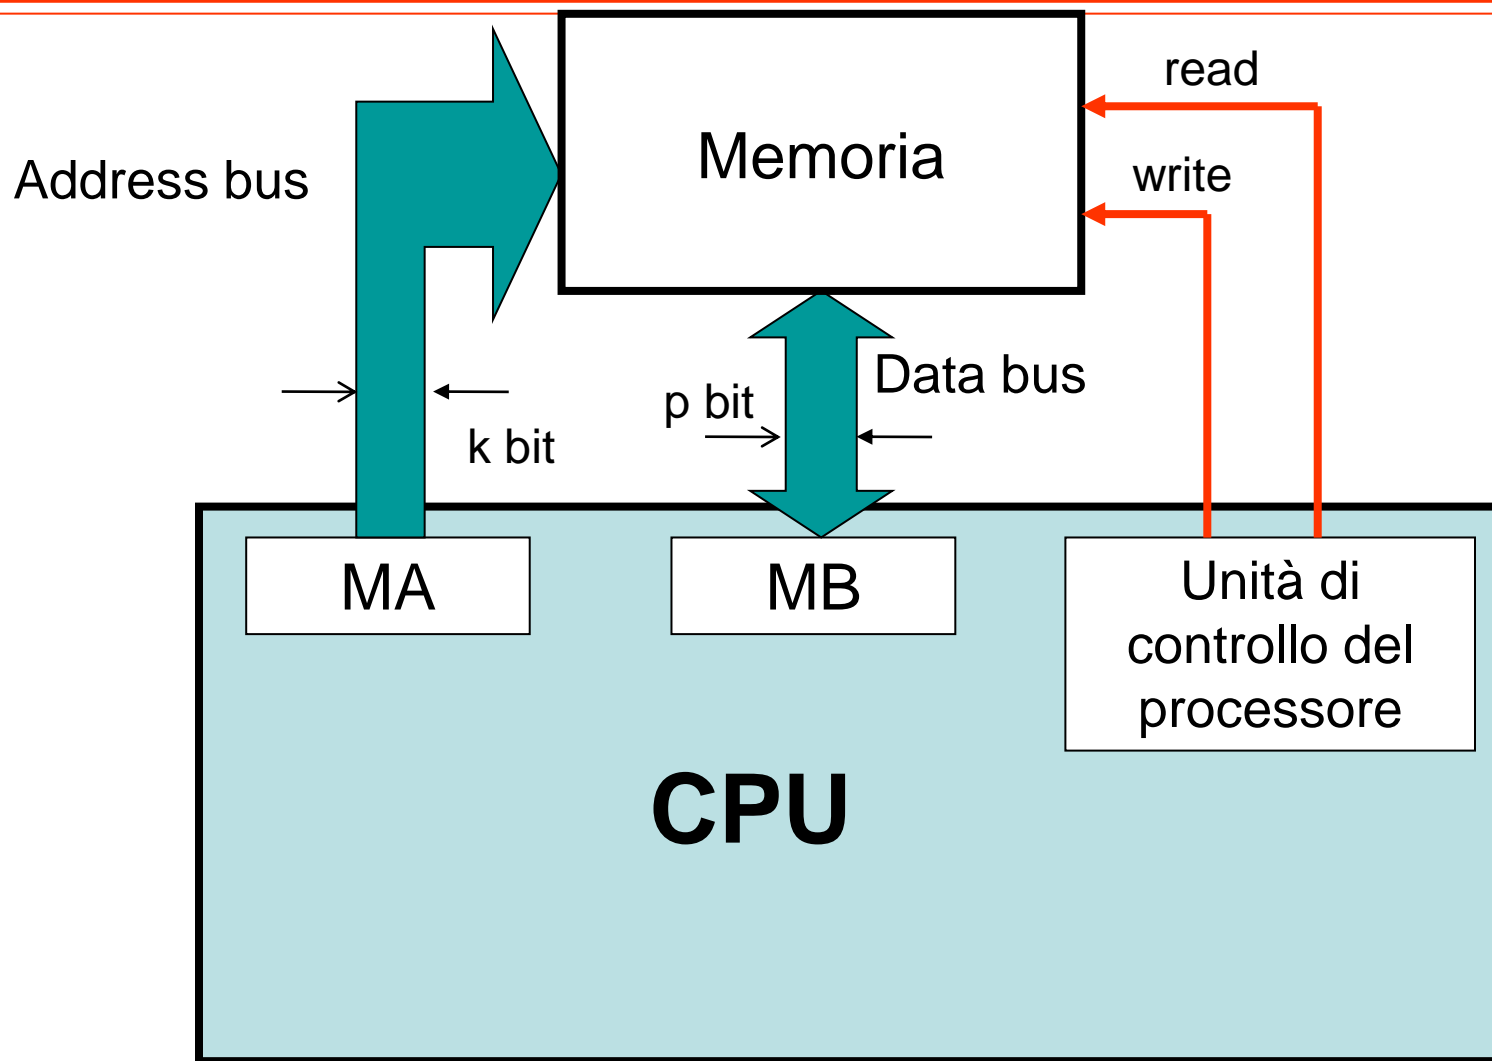 read
Memoria
write
Address bus
Data bus
p bit
k bit
MA
MB
Unità di
controllo del
processore
CPU